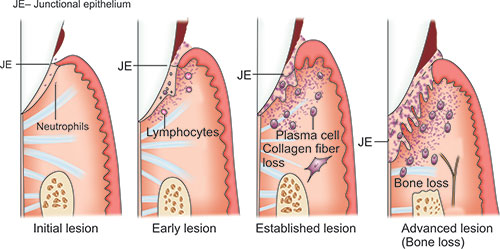 JE– Junctional epithelium
JE
Neutrophils
Initial lesion
JE
Lymphocytes
Early lesion
JE
Plasma cell
Collagen fiber
loss
Established lesion
JE
Bone loss
Advanced lesion
(Bone loss)